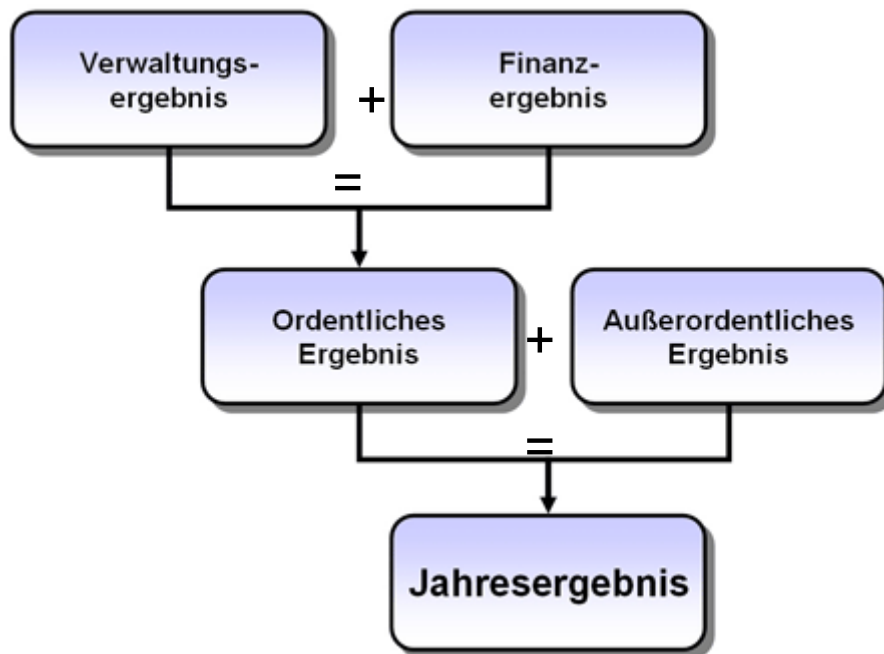 Verwaltungs-
ergebnis
+
Finanz-
ergebnis
=
Ordentliches
Ergebnis
+
Außerordentliches
Ergebnis
=
Jahresergebnis